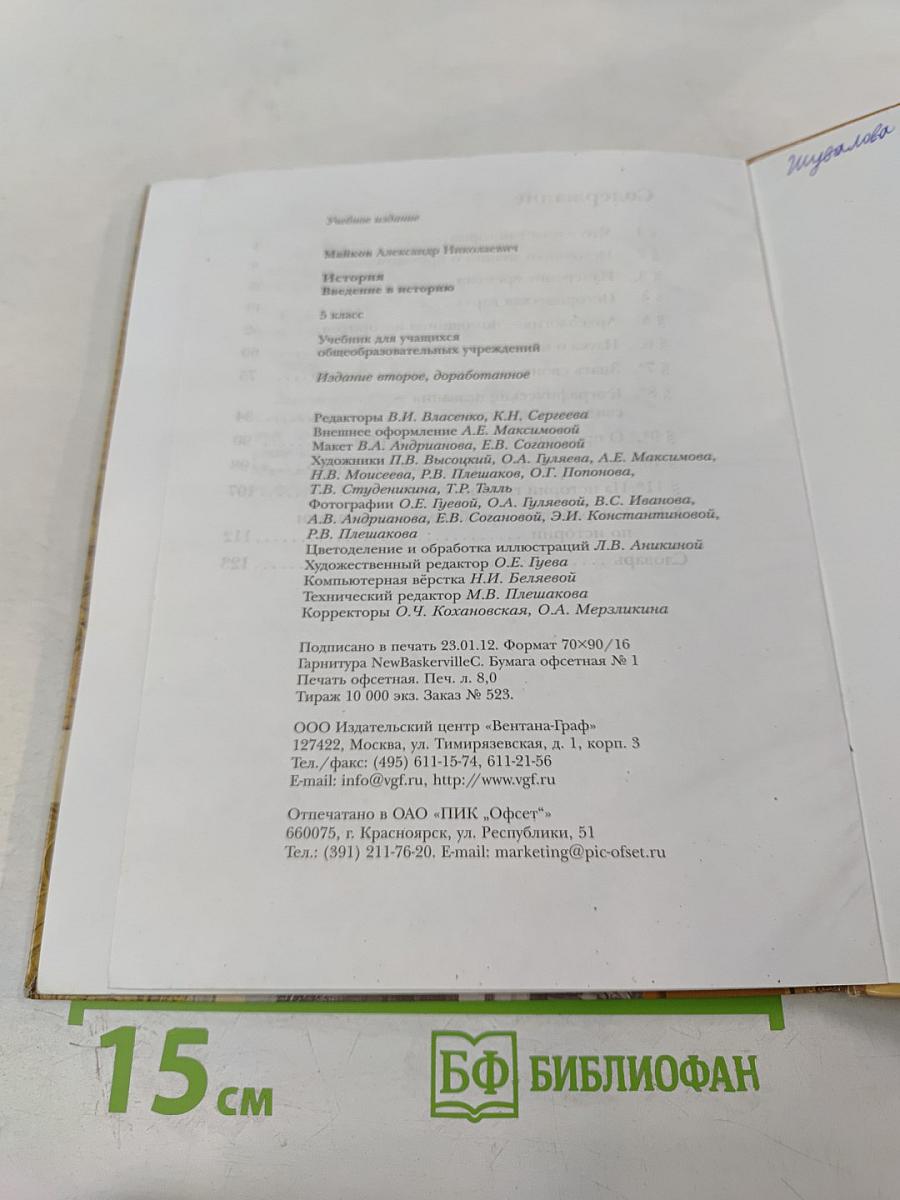 Шувалова
Учебное издание
Майков Александр Николаевич
История
Введение в историю
5 класс
Учебник для учащихся
общеобразовательных учреждений
Издание второе, доработанное
Редакторы В.И. Власенко, К.Н. Сергеева
Внешнее оформление А.Е. Максимовой
Макет В.А. Андрианова, Е.В. Согановой
Художники П.В. Высоцкий, О.А. Гуляева, А.Е. Максимова,
Н.В. Моисеева, Р.В. Плешаков, О.Г. Попонова,
Т.В. Студеникина, Т.Р. Тэлль
Фотографии О.Е. Гуевой, О.А. Гуляевой, В.С. Иванова,
А.В. Андрианова, Е.В. Согановой, Э.И. Константиновой,
Р.В. Плешакова
Цветоделение и обработка иллюстраций Л.В. Аникиной
Художественный редактор О.Е. Гуева
Компьютерная вёрстка Н.И. Беляевой
Технический редактор М.В. Плешакова
Корректоры О.Ч. Кохановская, О.А. Мерзликина
Подписано в печать 23.01.12. Формат 70×90/16
Гарнитура NewBaskervilleC. Бумага офсетная № 1
Печать офсетная. Печ. л. 8,0
Тираж 10 000 экз. Заказ № 523.
ООО Издательский центр «Вентана-Граф»
127422, Москва, ул. Тимирязевская, д. 1, корп. 3
Тел./факс: (495) 611-15-74, 611-21-56
E-mail: info@vgf.ru, http://www.vgf.ru
Отпечатано в ОАО «ПИК „Офсет“»
660075, г. Красноярск, ул. Республики, 51
Тел.: (391) 211-76-20. E-mail: marketing@pic-ofset.ru
15 см
БФ БИБЛИОФАН